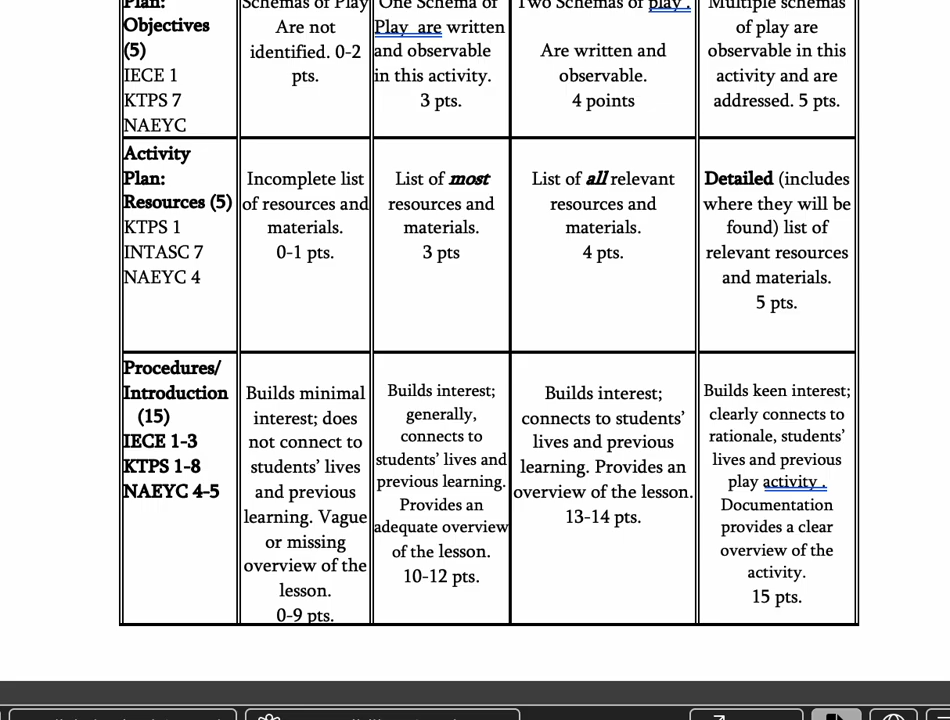 Plan:
Objectives
(5)
IECE 1
KTPS 7
NAEYC
Schemas of Play
Are not
identified. 0-2
pts.
One Schema of
Play are written
and observable
in this activity.
3 pts.
Two Schemas of play .
Are written and
observable.
4 points
Multiple schemas
of play are
observable in this
activity and are
addressed. 5 pts.
Activity
Plan:
Resources (5)
KTPS 1
INTASC 7
NAEYC 4
Incomplete list
of resources and
materials.
0-1 pts.
List of most
resources and
materials.
3 pts
List of all relevant
resources and
materials.
4 pts.
Detailed (includes
where they will be
found) list of
relevant resources
and materials.
5 pts.
Procedures/
Introduction
(15)
IECE 1-3
KTPS 1-8
NAEYC 4-5
Builds minimal
interest; does
not connect to
students’ lives
and previous
learning. Vague
or missing
overview of the
lesson.
0-9 pts.
Builds interest;
generally,
connects to
students’ lives and
previous learning.
Provides an
adequate overview
of the lesson.
10-12 pts.
Builds interest;
connects to students’
lives and previous
learning. Provides an
overview of the lesson.
13-14 pts.
Builds keen interest;
clearly connects to
rationale, students’
lives and previous
play activity .
Documentation
provides a clear
overview of the
activity.
15 pts.